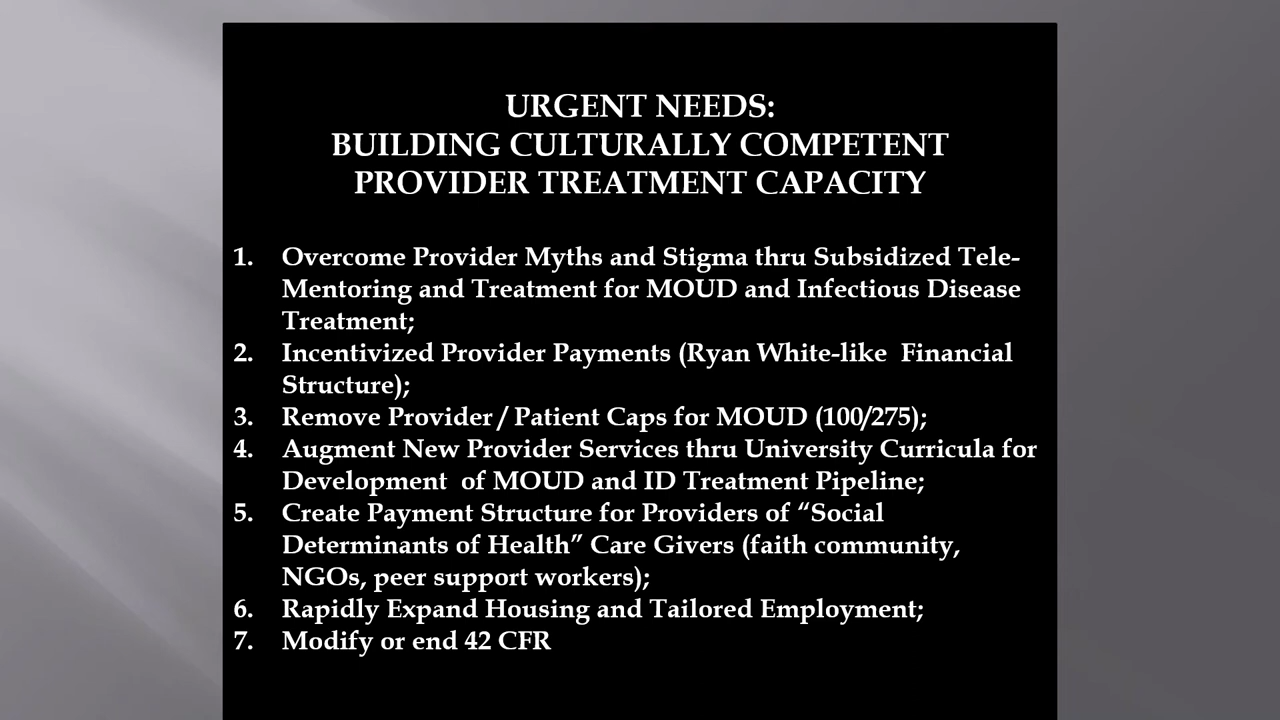 URGENT NEEDS:
BUILDING CULTURALLY COMPETENT
PROVIDER TREATMENT CAPACITY
1. Overcome Provider Myths and Stigma thru Subsidized Tele-
Mentoring and Treatment for MOUD and Infectious Disease
Treatment;
2. Incentivized Provider Payments (Ryan White-like Financial
Structure);
3. Remove Provider / Patient Caps for MOUD (100/275);
4. Augment New Provider Services thru University Curricula for
Development of MOUD and ID Treatment Pipeline;
5. Create Payment Structure for Providers of “Social
Determinants of Health” Care Givers (faith community,
NGOs, peer support workers);
6. Rapidly Expand Housing and Tailored Employment;
7. Modify or end 42 CFR